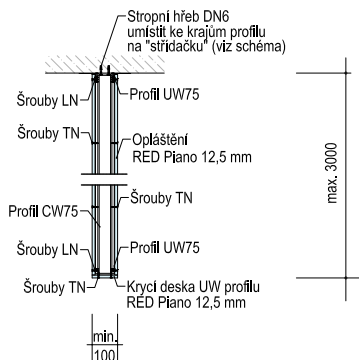 Stropní hřeb DN6
umístit ke krajům profilu
na "střídačku" (viz schéma)
Šrouby LN
Profil UW75
Šrouby TN
Opláštění
RED Piano 12,5 mm
Šrouby TN
Profil CW75
Šrouby LN
Profil UW75
Šrouby TN
Krycí deska UW profilu
RED Piano 12,5 mm
max. 3000
min.
100